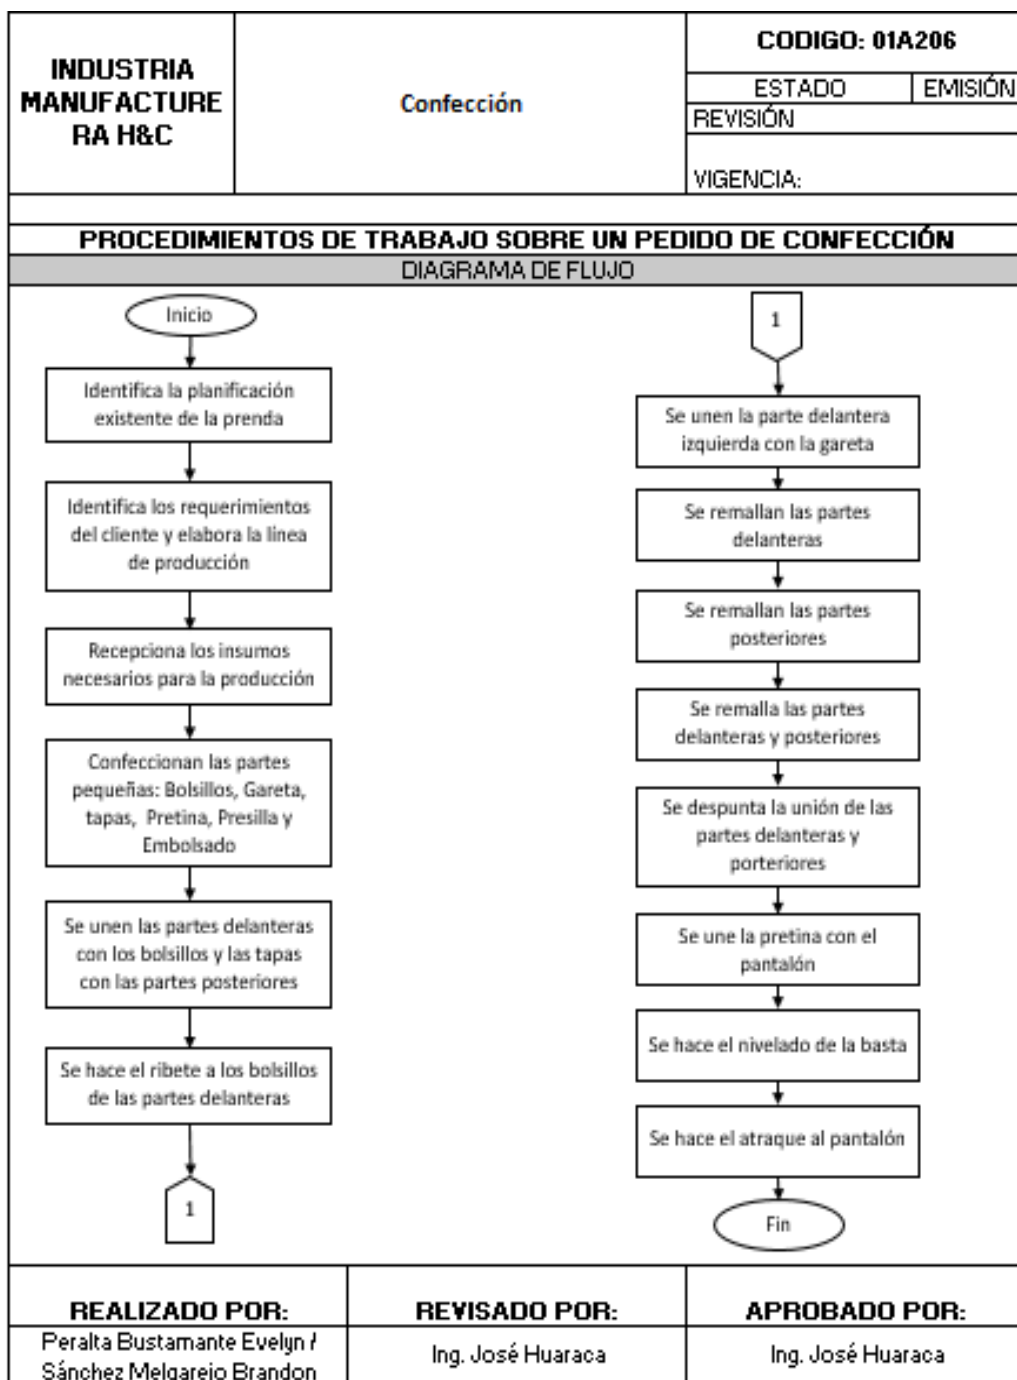 INDUSTRIA
MANUFACTURE
RA H&C
Confección
CODIGO: 01A206
ESTADO
EMISIÓN
REVISIÓN
VIGENCIA:
PROCEDIMIENTOS DE TRABAJO SOBRE UN PEDIDO DE CONFECCIÓN
DIAGRAMA DE FLUJO
Inicio
Identifica la planificación
existente de la prenda
Identifica los requerimientos
del cliente y elabora la línea
de producción
Recepciona los insumos
necesarios para la producción
Confeccionan las partes
pequeñas: Bolsillos, Gareta,
tapas, Pretina, Presilla y
Embolsado
Se unen las partes delanteras
con los bolsillos y las tapas
con las partes posteriores
Se hace el ribete a los bolsillos
de las partes delanteras
1
1
Se unen la parte delantera
izquierda con la gareta
Se remallan las partes
delanteras
Se remallan las partes
posteriores
Se remalla las partes
delanteras y posteriores
Se despunta la unión de las
partes delanteras y
porteriores
Se une la pretina con el
pantalón
Se hace el nivelado de la basta
Se hace el atraque al pantalón
Fin
REALIZADO POR:
Peralta Bustamante Evelyn /
Sánchez Melgarejo Brandon
REVISADO POR:
Ing. José Huaraca
APROBADO POR:
Ing. José Huaraca